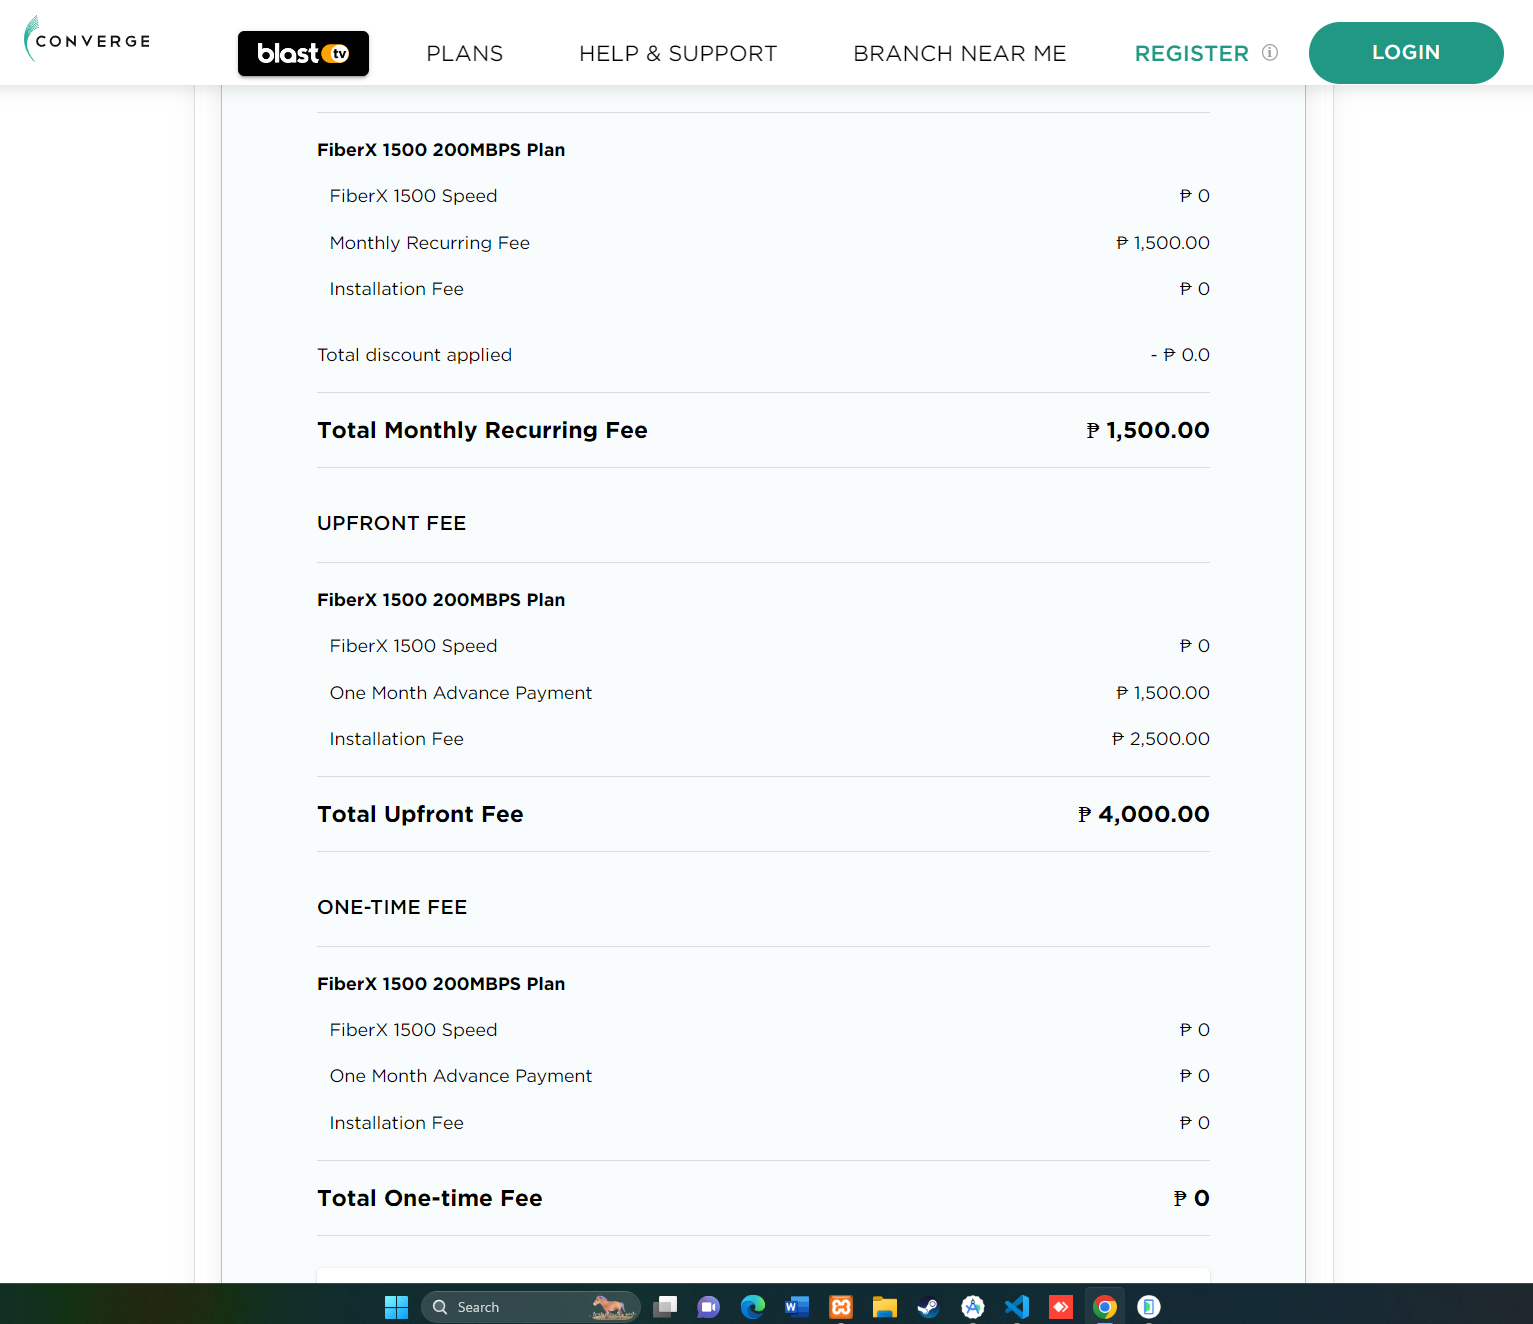 CONVERGE
blast tv
PLANS
HELP & SUPPORT
BRANCH NEAR ME
REGISTER
LOGIN
FiberX 1500 200MBPS Plan
FiberX 1500 Speed ₱ 0
Monthly Recurring Fee ₱ 1,500.00
Installation Fee ₱ 0
Total discount applied - ₱ 0.0
Total Monthly Recurring Fee ₱ 1,500.00
UPFRONT FEE
FiberX 1500 200MBPS Plan
FiberX 1500 Speed ₱ 0
One Month Advance Payment ₱ 1,500.00
Installation Fee ₱ 2,500.00
Total Upfront Fee ₱ 4,000.00
ONE-TIME FEE
FiberX 1500 200MBPS Plan
FiberX 1500 Speed ₱ 0
One Month Advance Payment ₱ 0
Installation Fee ₱ 0
Total One-time Fee ₱ 0
Search